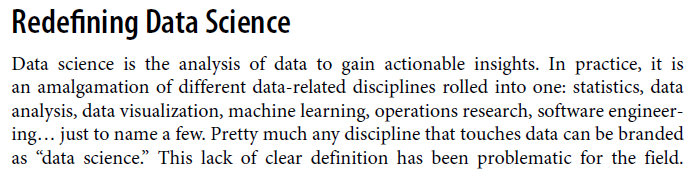 Redefining Data Science
Data science is the analysis of data to gain actionable insights. In practice, it is
an amalgamation of different data-related disciplines rolled into one: statistics, data
analysis, data visualization, machine learning, operations research, software engineer-
ing… just to name a few. Pretty much any discipline that touches data can be branded
as “data science.” This lack of clear definition has been problematic for the field.